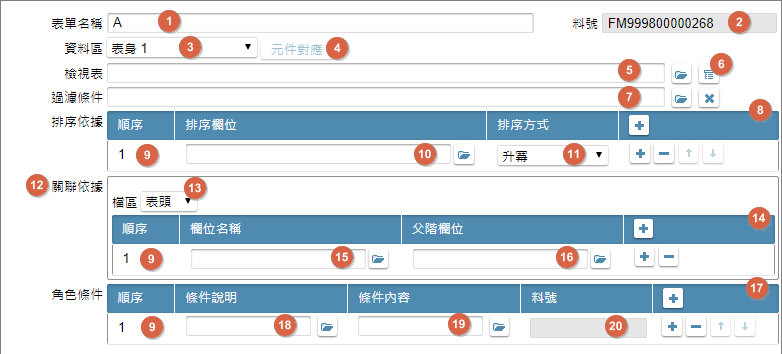 表單名稱 A 1 料號 FM999800000268 2
資料區 表身 1 3 元件對應 4
檢視表 5 6
過濾條件 7
排序依據 順序 排序欄位 排序方式 8
1 9 10 升冪 11
12 關聯依據
檔區 表頭 13
順序 欄位名稱 父階欄位 14
1 9 15 16
角色條件 順序 條件說明 條件內容 料號 17
1 9 18 19 20